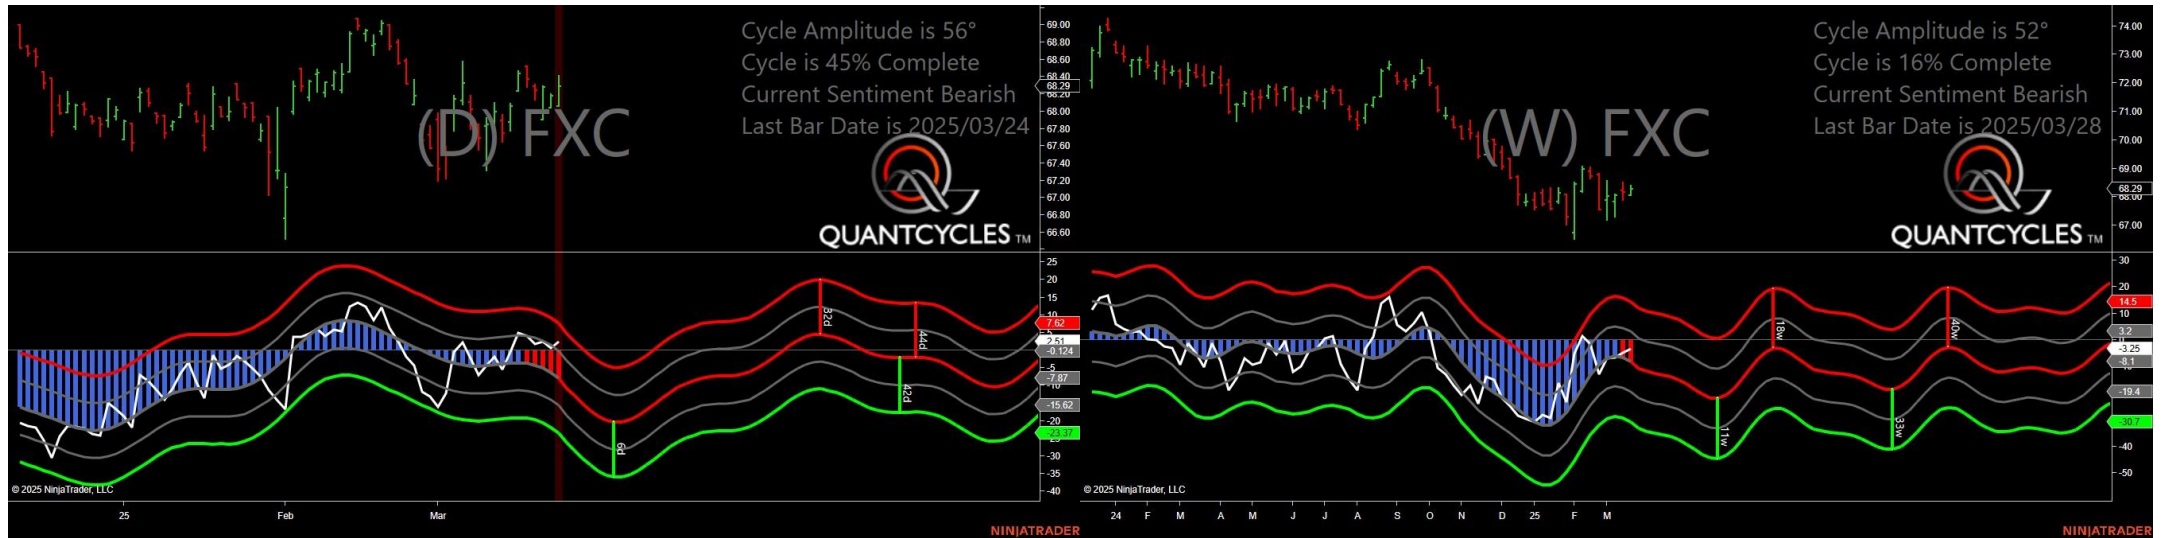 Cycle Amplitude is 56°
Cycle is 45% Complete
Current Sentiment Bearish
Last Bar Date is 2025/03/24
(D) FXC
QUANTCYCLES TM
69.00
68.80
68.60
68.40
68.29
68.20
68.00
67.80
67.60
67.40
67.20
67.00
66.80
66.60
25
20
15
10
7.62
2.51
-0.124
-5
-7.87
-10
-15.62
-20
-23.37
-30
-35
-40
32d
44d
42d
6d
© 2025 NinjaTrader, LLC
25 Feb Mar
NINJATRADER
Cycle Amplitude is 52°
Cycle is 16% Complete
Current Sentiment Bearish
Last Bar Date is 2025/03/28
(W) FXC
QUANTCYCLES TM
74.00
73.00
72.00
71.00
70.00
69.00
68.29
68.00
67.00
30
20
14.5
10
3.2
-3.25
-8.1
-19.4
-30.7
-40
-50
18w
40w
11w
33w
© 2025 NinjaTrader, LLC
24 F M A M J J A S O N D 25 F M
NINJATRADER